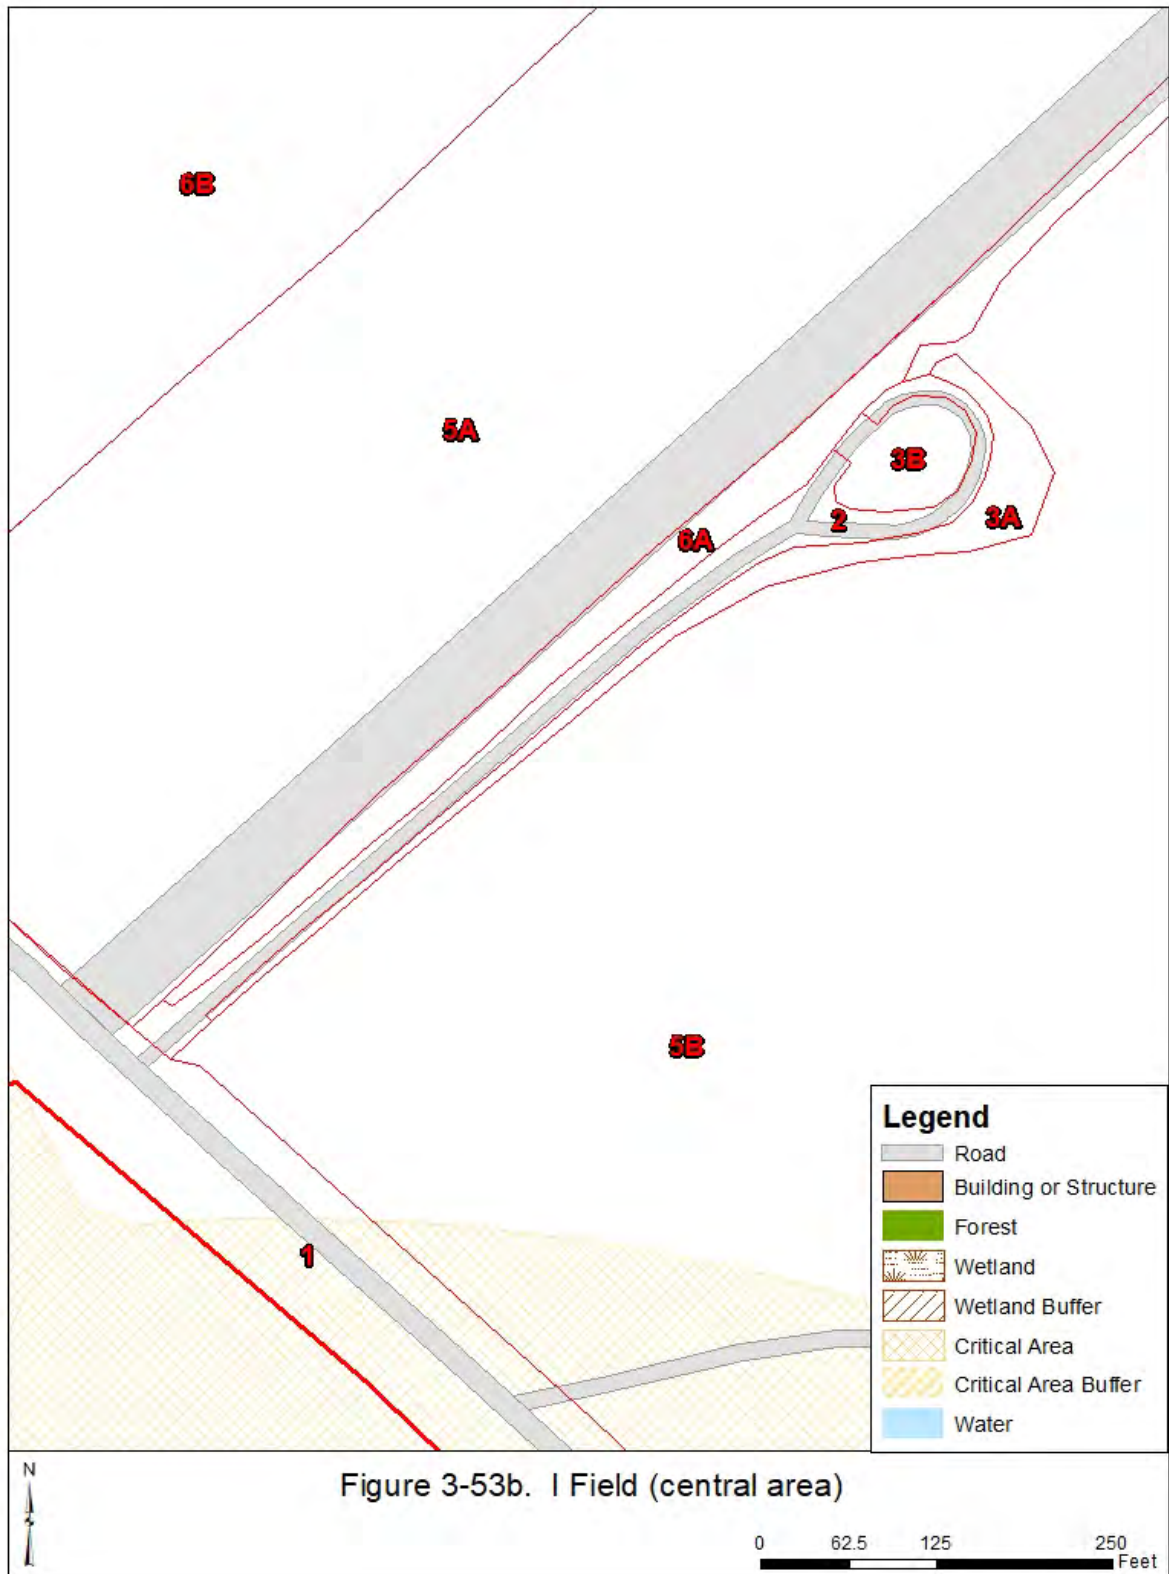 6B
5A
3B
2
3A
6A
5B
1
Legend
Road
Building or Structure
Forest
Wetland
Wetland Buffer
Critical Area
Critical Area Buffer
Water
N
Figure 3-53b. I Field (central area)
0 62.5 125 250
Feet